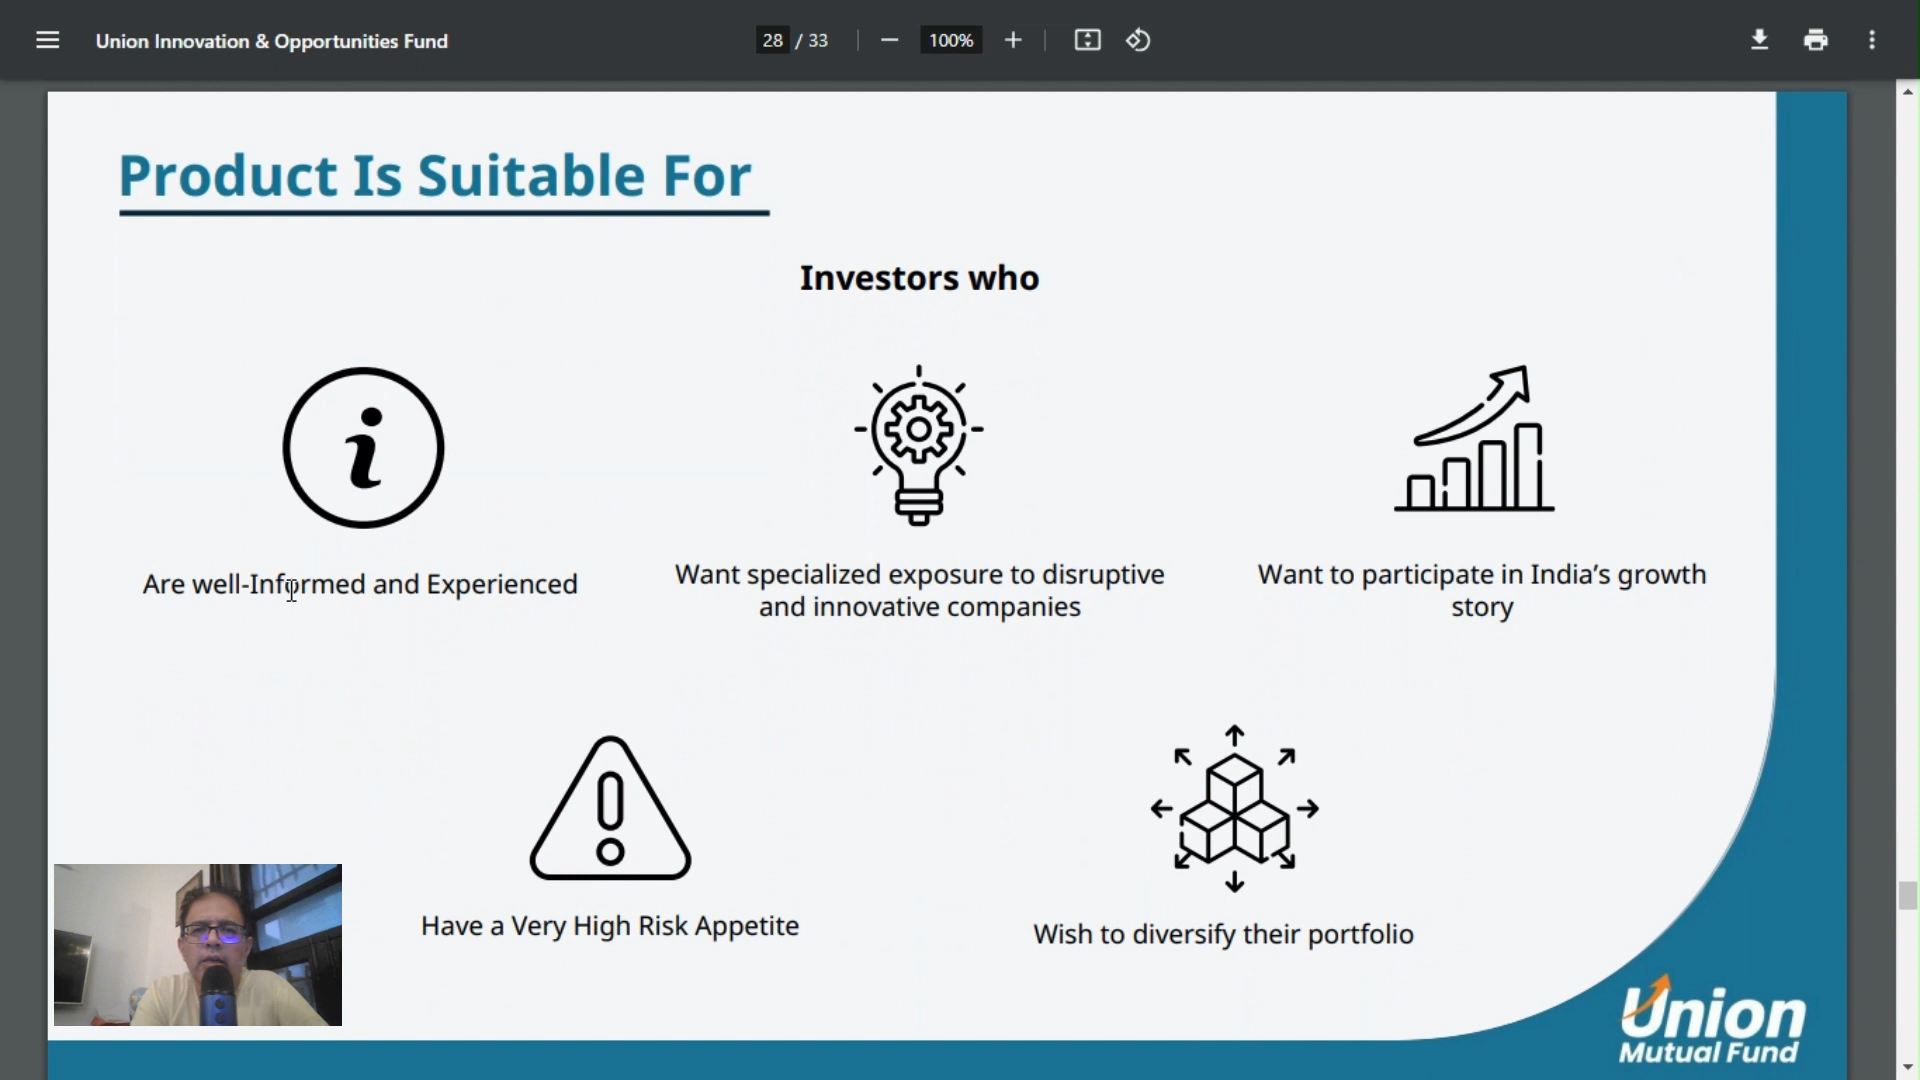 Union Innovation & Opportunities Fund
28 / 33
100%
Product Is Suitable For
Investors who
Are well-Informed and Experienced
Want specialized exposure to disruptive
and innovative companies
Want to participate in India’s growth
story
Have a Very High Risk Appetite
Wish to diversify their portfolio
Union
Mutual Fund